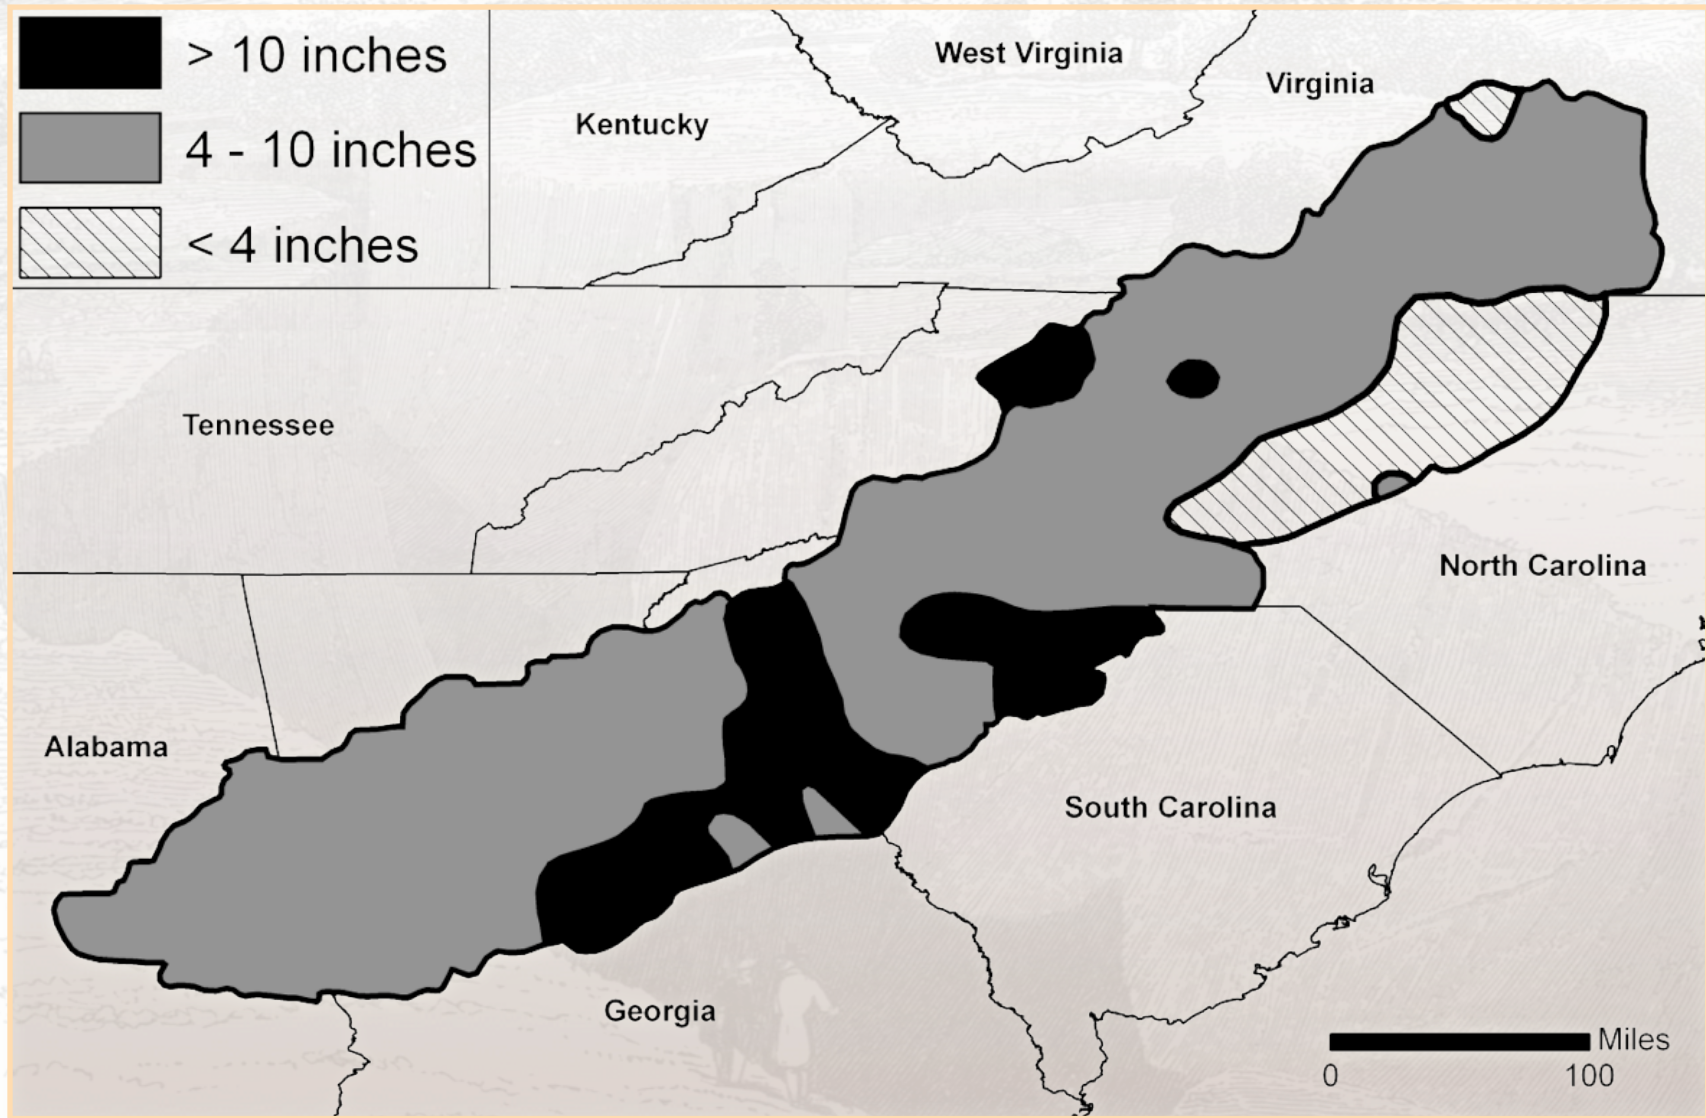 > 10 inches
4 - 10 inches
< 4 inches
West Virginia
Virginia
Kentucky
Tennessee
North Carolina
Alabama
South Carolina
Georgia
Miles
0 100